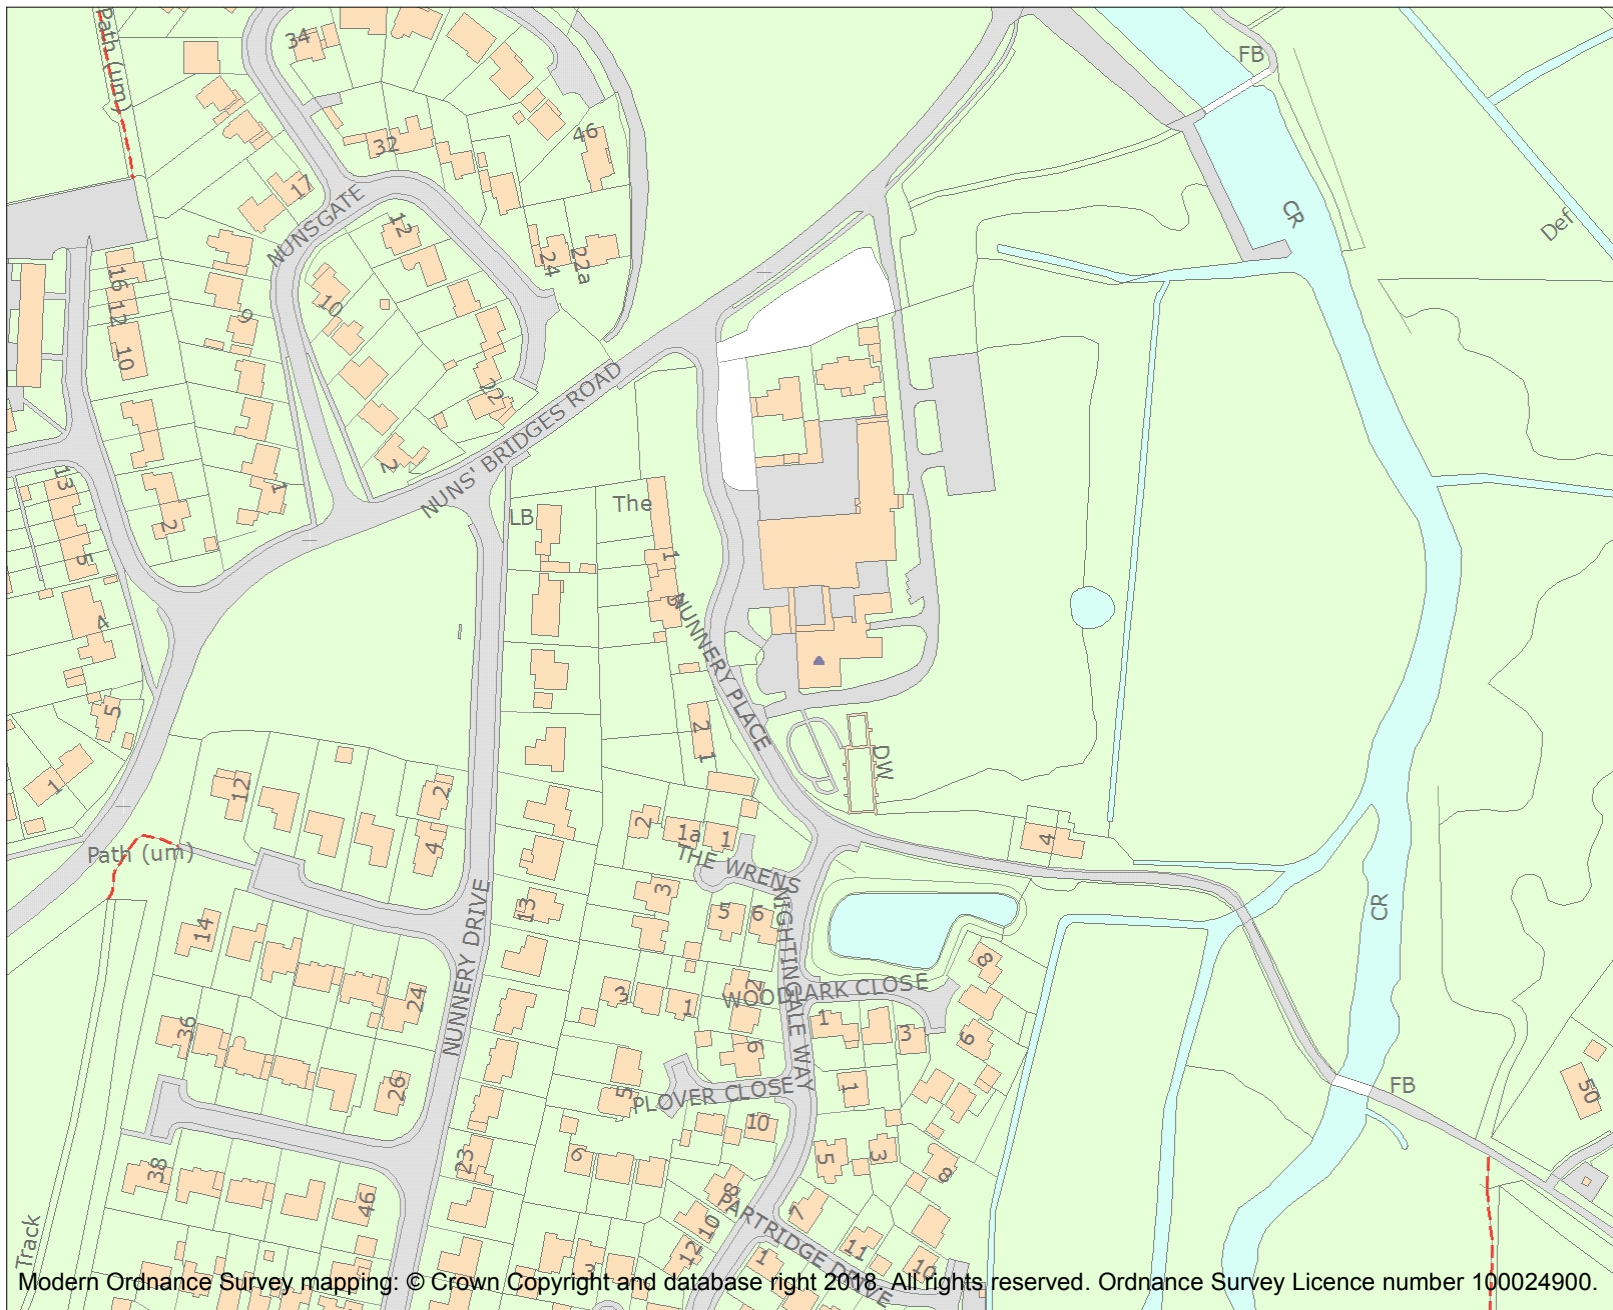 Path (um)
34
FB
32
46
17
NUNSGATE
12
CR
Def
24
22a
16
12
10
9
10
22
2
NUNS' BRIDGES ROAD
13
1
2
5
LB
The
1
3
4
NUNNERY PLACE
5
1
2
1
DW
12
22
4
2
1a
1
4
Path (um)
THE WRENS
13
3
5
6
NIGHTINGALE WAY
CR
14
NUNNERY DRIVE
24
3
1
2
WOODLARK CLOSE
8
36
1
3
6
9
26
5
PLOVER CLOSE
1
FB
50
10
38
23
6
5
3
8
46
8
10
7
PARTRIDGE DRIVE
Track
12
11
3
1
10
Modern Ordnance Survey mapping: © Crown Copyright and database right 2018. All rights reserved. Ordnance Survey Licence number 100024900.